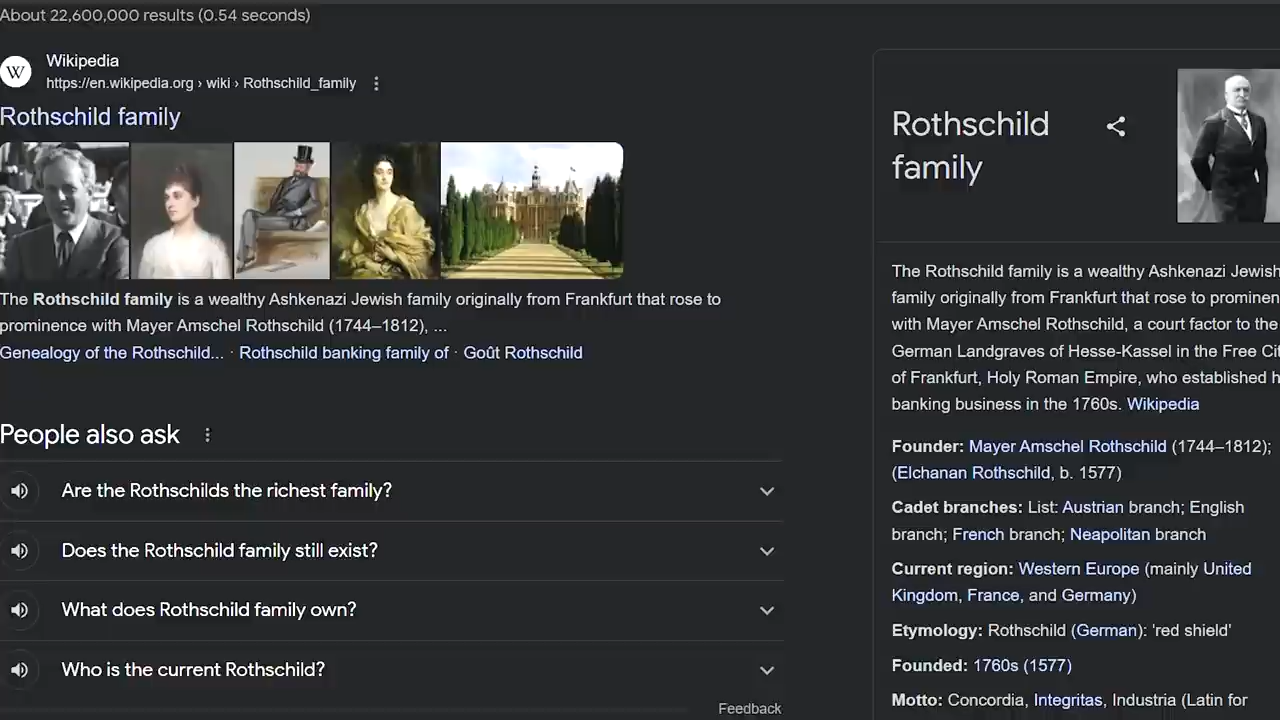 About 22,600,000 results (0.54 seconds)
W
Wikipedia
https://en.wikipedia.org › wiki › Rothschild_family
Rothschild family
The Rothschild family is a wealthy Ashkenazi Jewish family originally from Frankfurt that rose to
prominence with Mayer Amschel Rothschild (1744–1812), ...
Genealogy of the Rothschild... · Rothschild banking family of · Goût Rothschild
People also ask
Are the Rothschilds the richest family?
Does the Rothschild family still exist?
What does Rothschild family own?
Who is the current Rothschild?
Feedback
Rothschild
family
The Rothschild family is a wealthy Ashkenazi Jewish
family originally from Frankfurt that rose to prominen
with Mayer Amschel Rothschild, a court factor to the
German Landgraves of Hesse-Kassel in the Free Cit
of Frankfurt, Holy Roman Empire, who established h
banking business in the 1760s. Wikipedia
Founder: Mayer Amschel Rothschild (1744–1812);
(Elchanan Rothschild, b. 1577)
Cadet branches: List: Austrian branch; English
branch; French branch; Neapolitan branch
Current region: Western Europe (mainly United
Kingdom, France, and Germany)
Etymology: Rothschild (German): 'red shield'
Founded: 1760s (1577)
Motto: Concordia, Integritas, Industria (Latin for